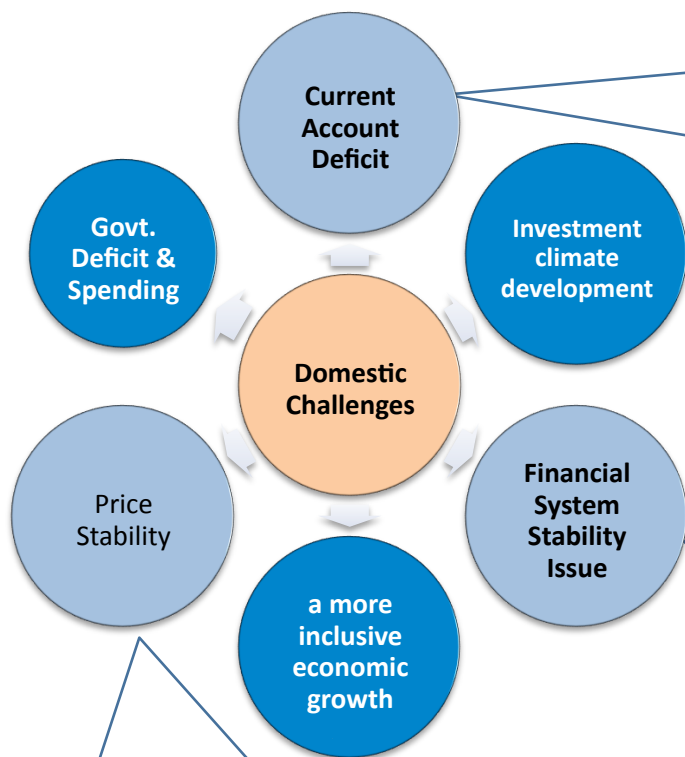 Current
Account
Deficit
Govt.
Deficit &
Spending
Investment
climate
development
Domestic
Challenges
Price
Stability
Financial
System
Stability
Issue
a more
inclusive
economic
growth